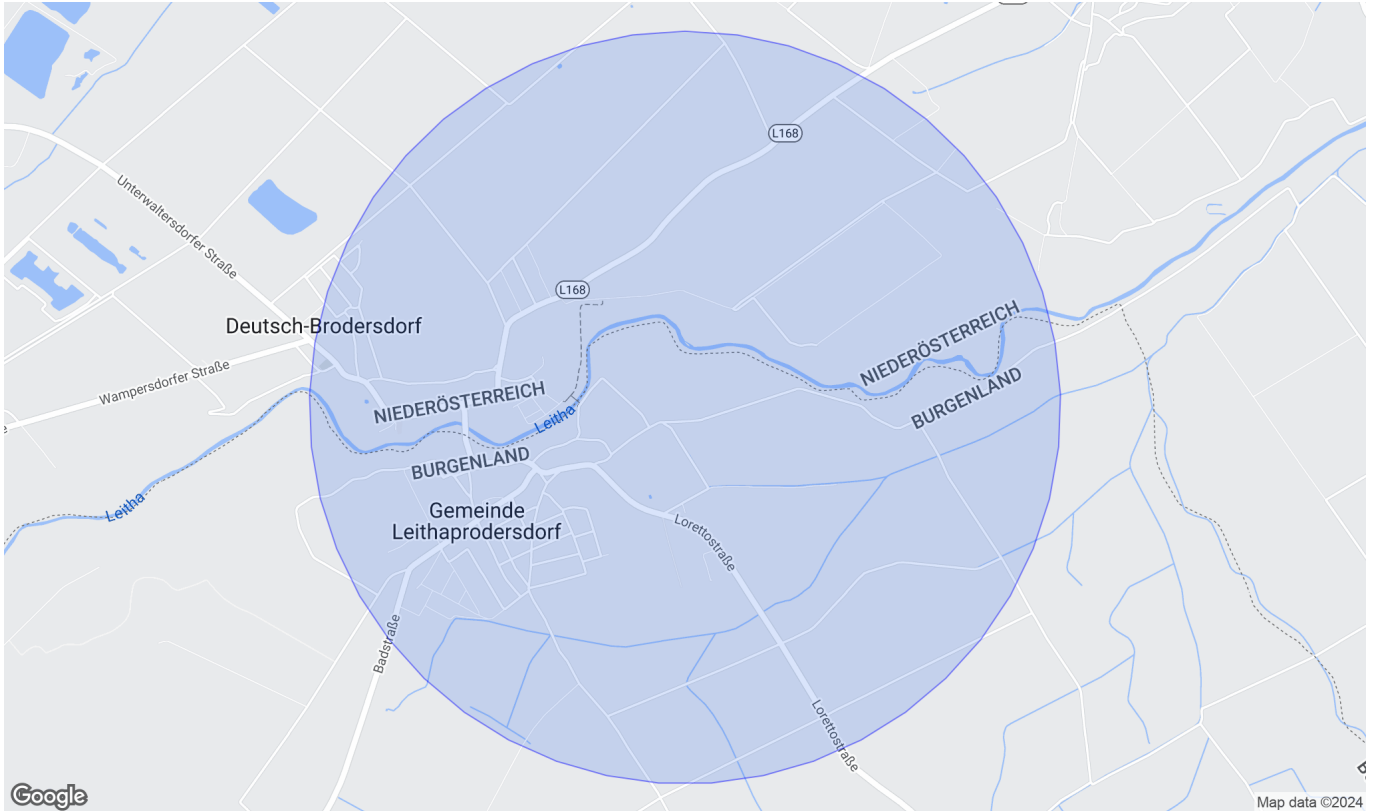 L168
Unterwaltersdorfer Straße
L168
Deutsch-Brodersdorf
NIEDERÖSTERREICH
Wampersdorfer Straße
NIEDERÖSTERREICH
BURGENLAND
Leitha
BURGENLAND
Leitha
Gemeinde
Leithaprodersdorf
Lorettostraße
Badstraße
Lorettostraße
Google
Map data ©2024